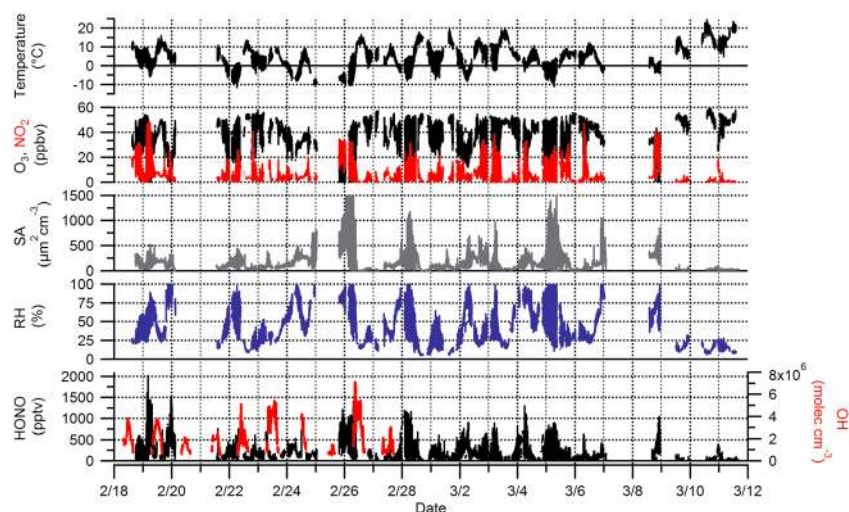 Temperature
(°C)
20
10
0
-10
O3, NO2
(ppbv)
60
40
20
0
SA
(µm2cm-3)
1500
1000
500
0
RH
(%)
100
75
50
25
0
HONO
(pptv)
2000
1500
1000
500
0
8x10^6
6
4
2
0
OH
(molec cm-3)
2/18 2/20 2/22 2/24 2/26 2/28 3/2 3/4 3/6 3/8 3/10 3/12
Date